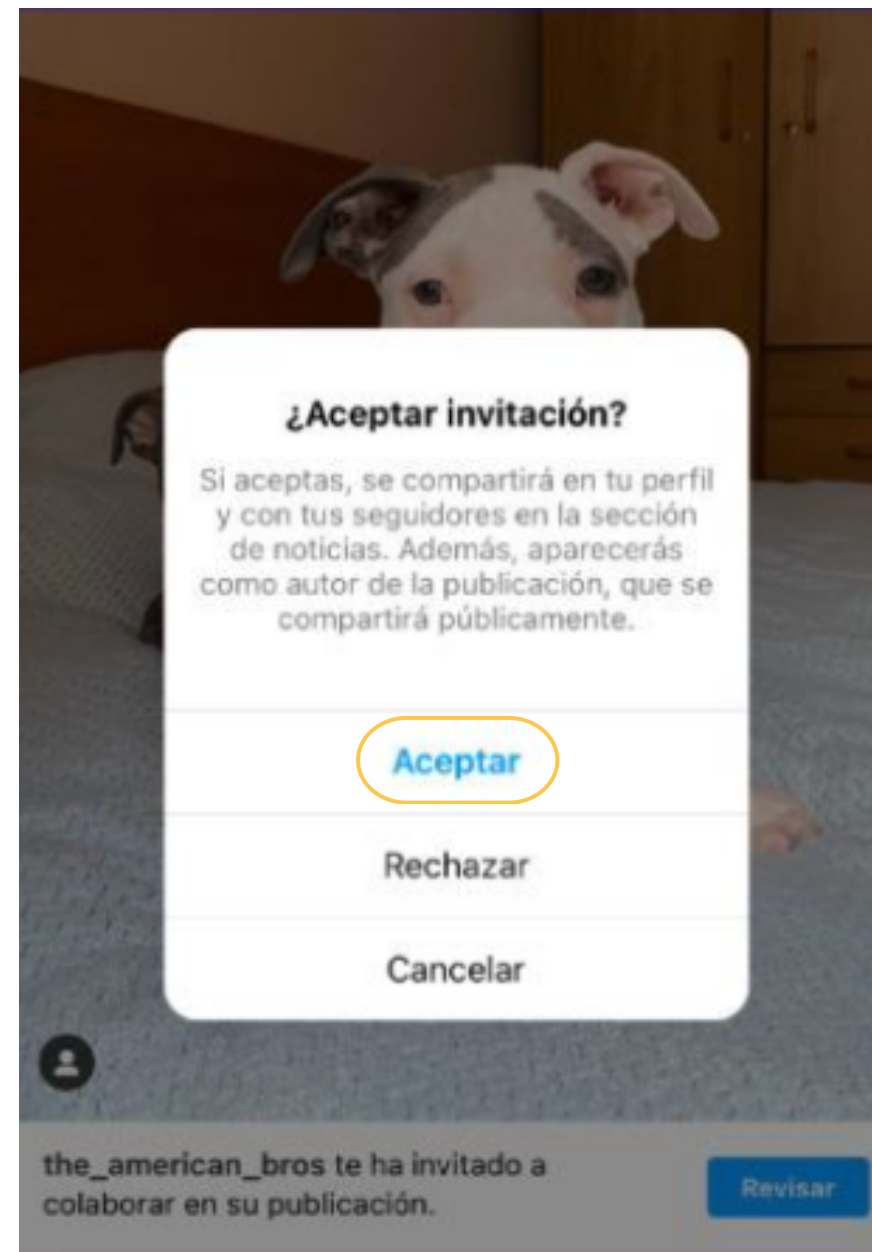 ¿Aceptar invitación?
Si aceptas, se compartirá en tu perfil
y con tus seguidores en la sección
de noticias. Además, aparecerás
como autor de la publicación, que se
compartirá públicamente.
Aceptar
Rechazar
Cancelar
the_american_bros te ha invitado a
colaborar en su publicación.
Revisar